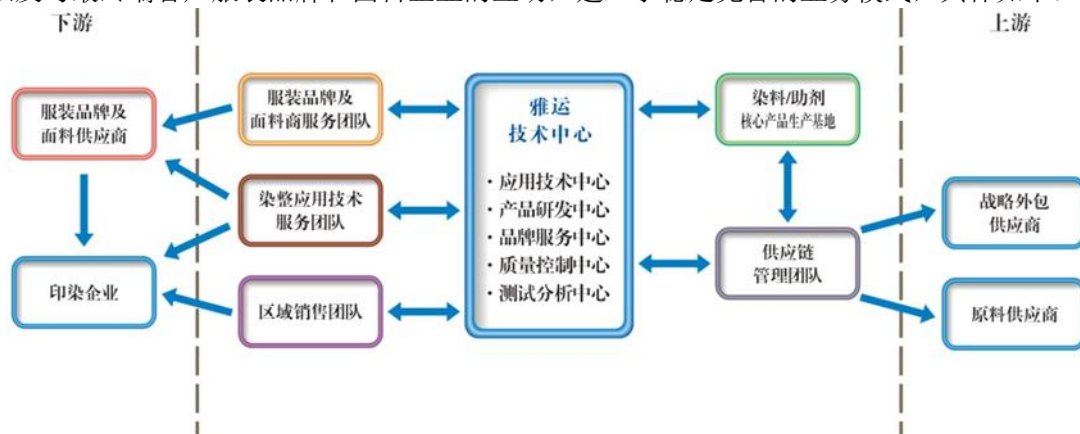 下游
上游
服装品牌及
面料供应商
印染企业
服装品牌及
面料商服务团队
染整应用技术
服务团队
区域销售团队
雅运
技术中心
·应用技术中心
·产品研发中心
·品牌服务中心
·质量控制中心
·测试分析中心
染料/助剂
核心产品生产基地
供应链
管理团队
战略外包
供应商
原料供应商